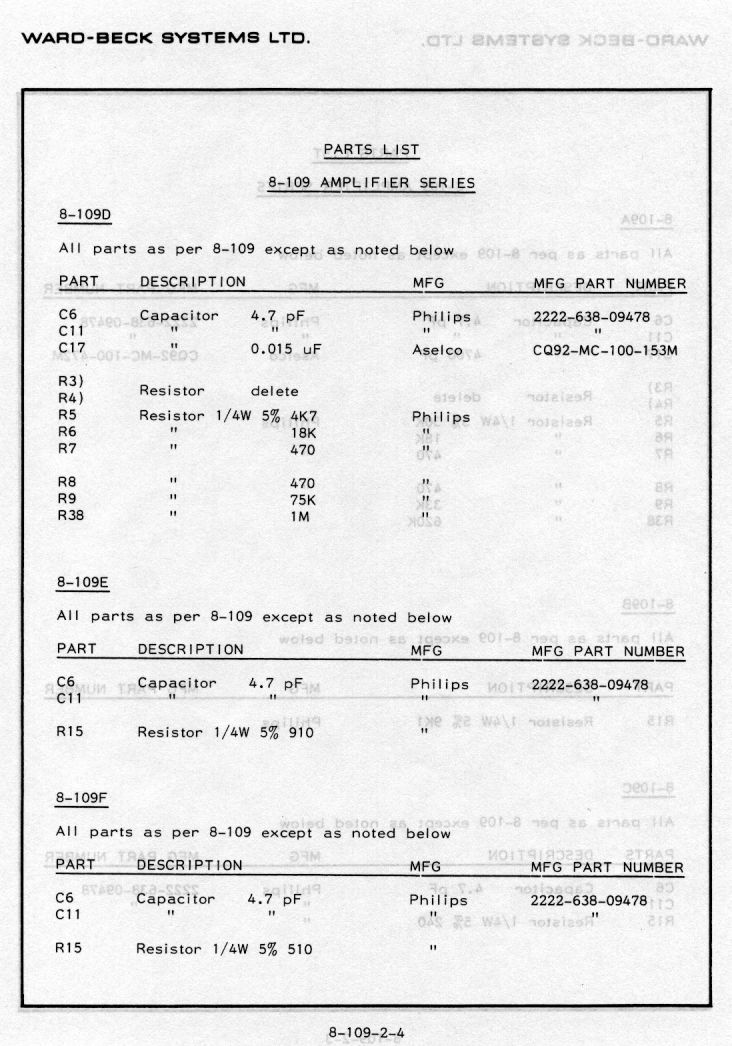 WARD-BECK SYSTEMS LTD.
PARTS LIST
8-109 AMPLIFIER SERIES
8-109D
All parts as per 8-109 except as noted below
PART DESCRIPTION MFG MFG PART NUMBER
C6 Capacitor 4.7 pF Philips 2222-638-09478
C11 " " " "
C17 " 0.015 uF Aselco CQ92-MC-100-153M
R3)
R4) Resistor delete
R5 Resistor 1/4W 5% 4K7 Philips
R6 " 18K "
R7 " 470 "
R8 " 470 "
R9 " 75K "
R38 " 1M "
8-109E
All parts as per 8-109 except as noted below
PART DESCRIPTION MFG MFG PART NUMBER
C6 Capacitor 4.7 pF Philips 2222-638-09478
C11 " " " "
R15 Resistor 1/4W 5% 910 "
8-109F
All parts as per 8-109 except as noted below
PART DESCRIPTION MFG MFG PART NUMBER
C6 Capacitor 4.7 pF Philips 2222-638-09478
C11 " " " "
R15 Resistor 1/4W 5% 510 "
8-109-2-4